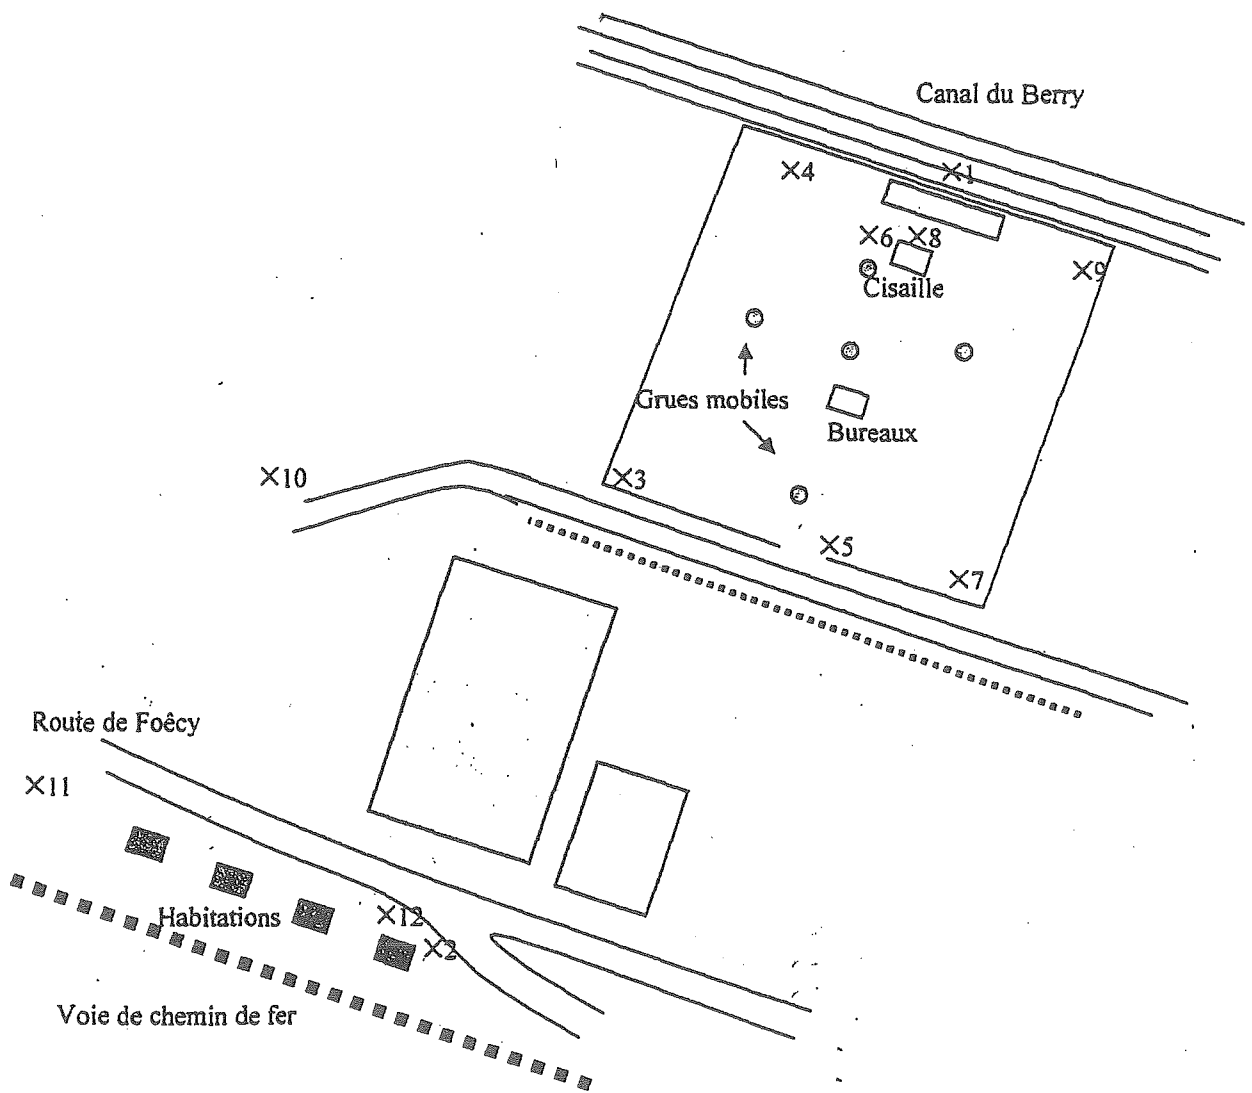 Canal du Berry
×4
×1
×6
×8
×9
Cisaille
Grues mobiles
Bureaux
×10
×3
×5
×7
Route de Foêcy
×11
Habitations
×12
×2
Voie de chemin de fer